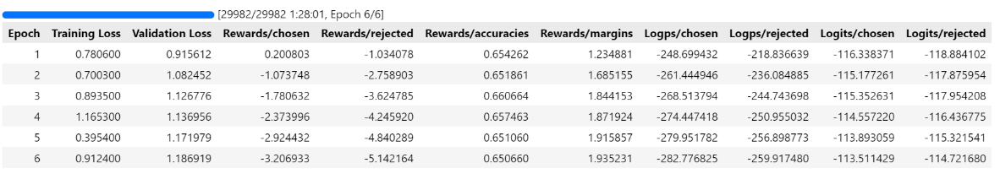 [29982/29982 1:28:01, Epoch 6/6]
Epoch Training Loss Validation Loss Rewards/chosen Rewards/rejected Rewards/accuracies Rewards/margins Logps/chosen Logps/rejected Logits/chosen Logits/rejected
1 0.780600 0.915612 0.200803 -1.034078 0.654262 1.234881 -248.699432 -218.836639 -116.338371 -118.884102
2 0.700300 1.082452 -1.073748 -2.758903 0.651861 1.685155 -261.444946 -236.084885 -115.177261 -117.875954
3 0.893500 1.126776 -1.780632 -3.624785 0.660664 1.844153 -268.513794 -244.743698 -115.352631 -117.954208
4 1.165300 1.136956 -2.373996 -4.245920 0.657463 1.871924 -274.447418 -250.955032 -114.557220 -116.436775
5 0.395400 1.171979 -2.924432 -4.840289 0.651060 1.915857 -279.951782 -256.898773 -113.893059 -115.321541
6 0.912400 1.186919 -3.206933 -5.142164 0.650660 1.935231 -282.776825 -259.917480 -113.511429 -114.721680